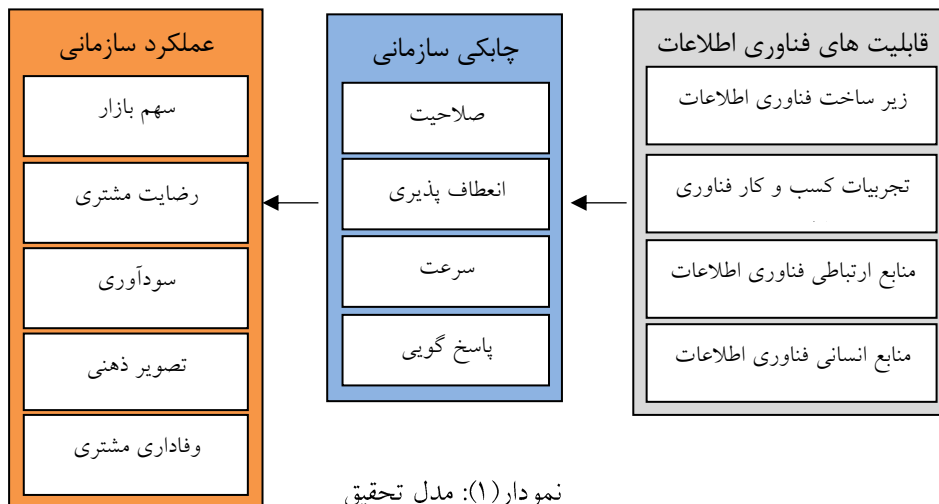 قابلیت های فناوری اطلاعات
زیر ساخت فناوری اطلاعات
تجربیات کسب و کار فناوری
منابع ارتباطی فناوری اطلاعات
منابع انسانی فناوری اطلاعات
چابکی سازمانی
صلاحیت
انعطاف پذیری
سرعت
پاسخ گویی
عملکرد سازمانی
سهم بازار
رضایت مشتری
سودآوری
تصویر ذهنی
وفاداری مشتری
نمودار(۱): مدل تحقیق